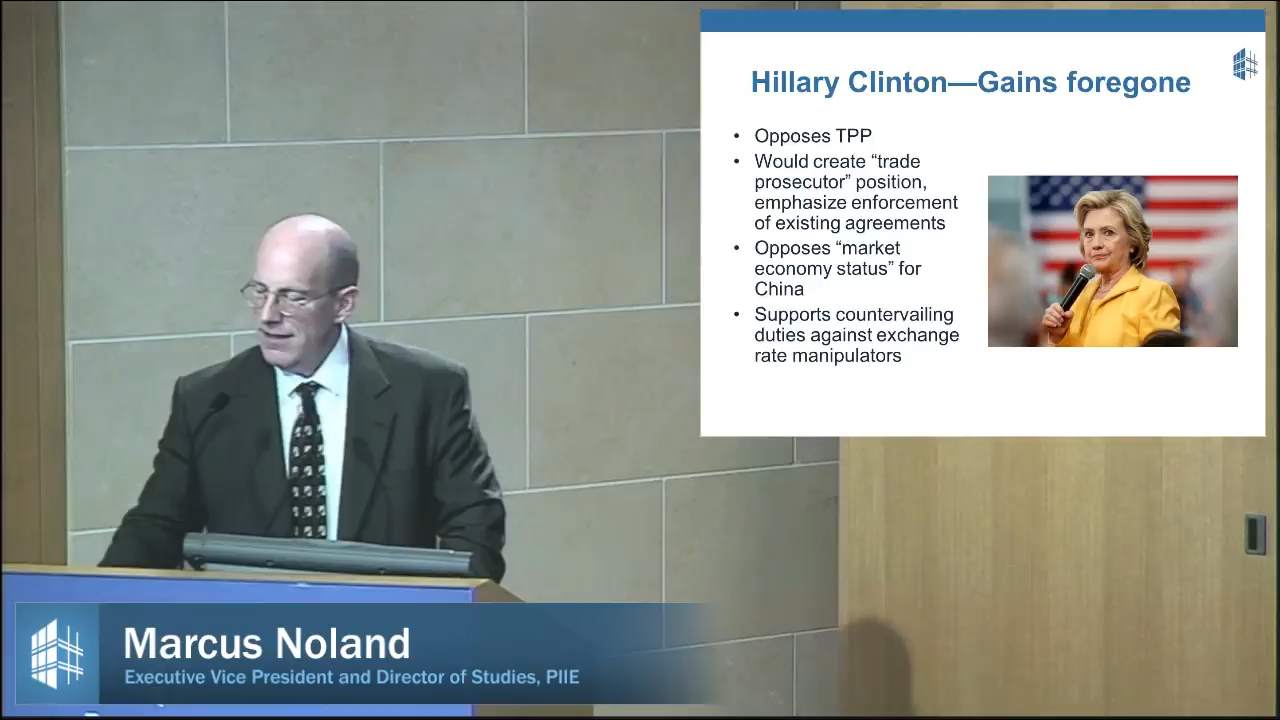 Hillary Clinton—Gains foregone
• Opposes TPP
• Would create “trade
prosecutor” position,
emphasize enforcement
of existing agreements
• Opposes “market
economy status” for
China
• Supports countervailing
duties against exchange
rate manipulators
Marcus Noland
Executive Vice President and Director of Studies, PIIE